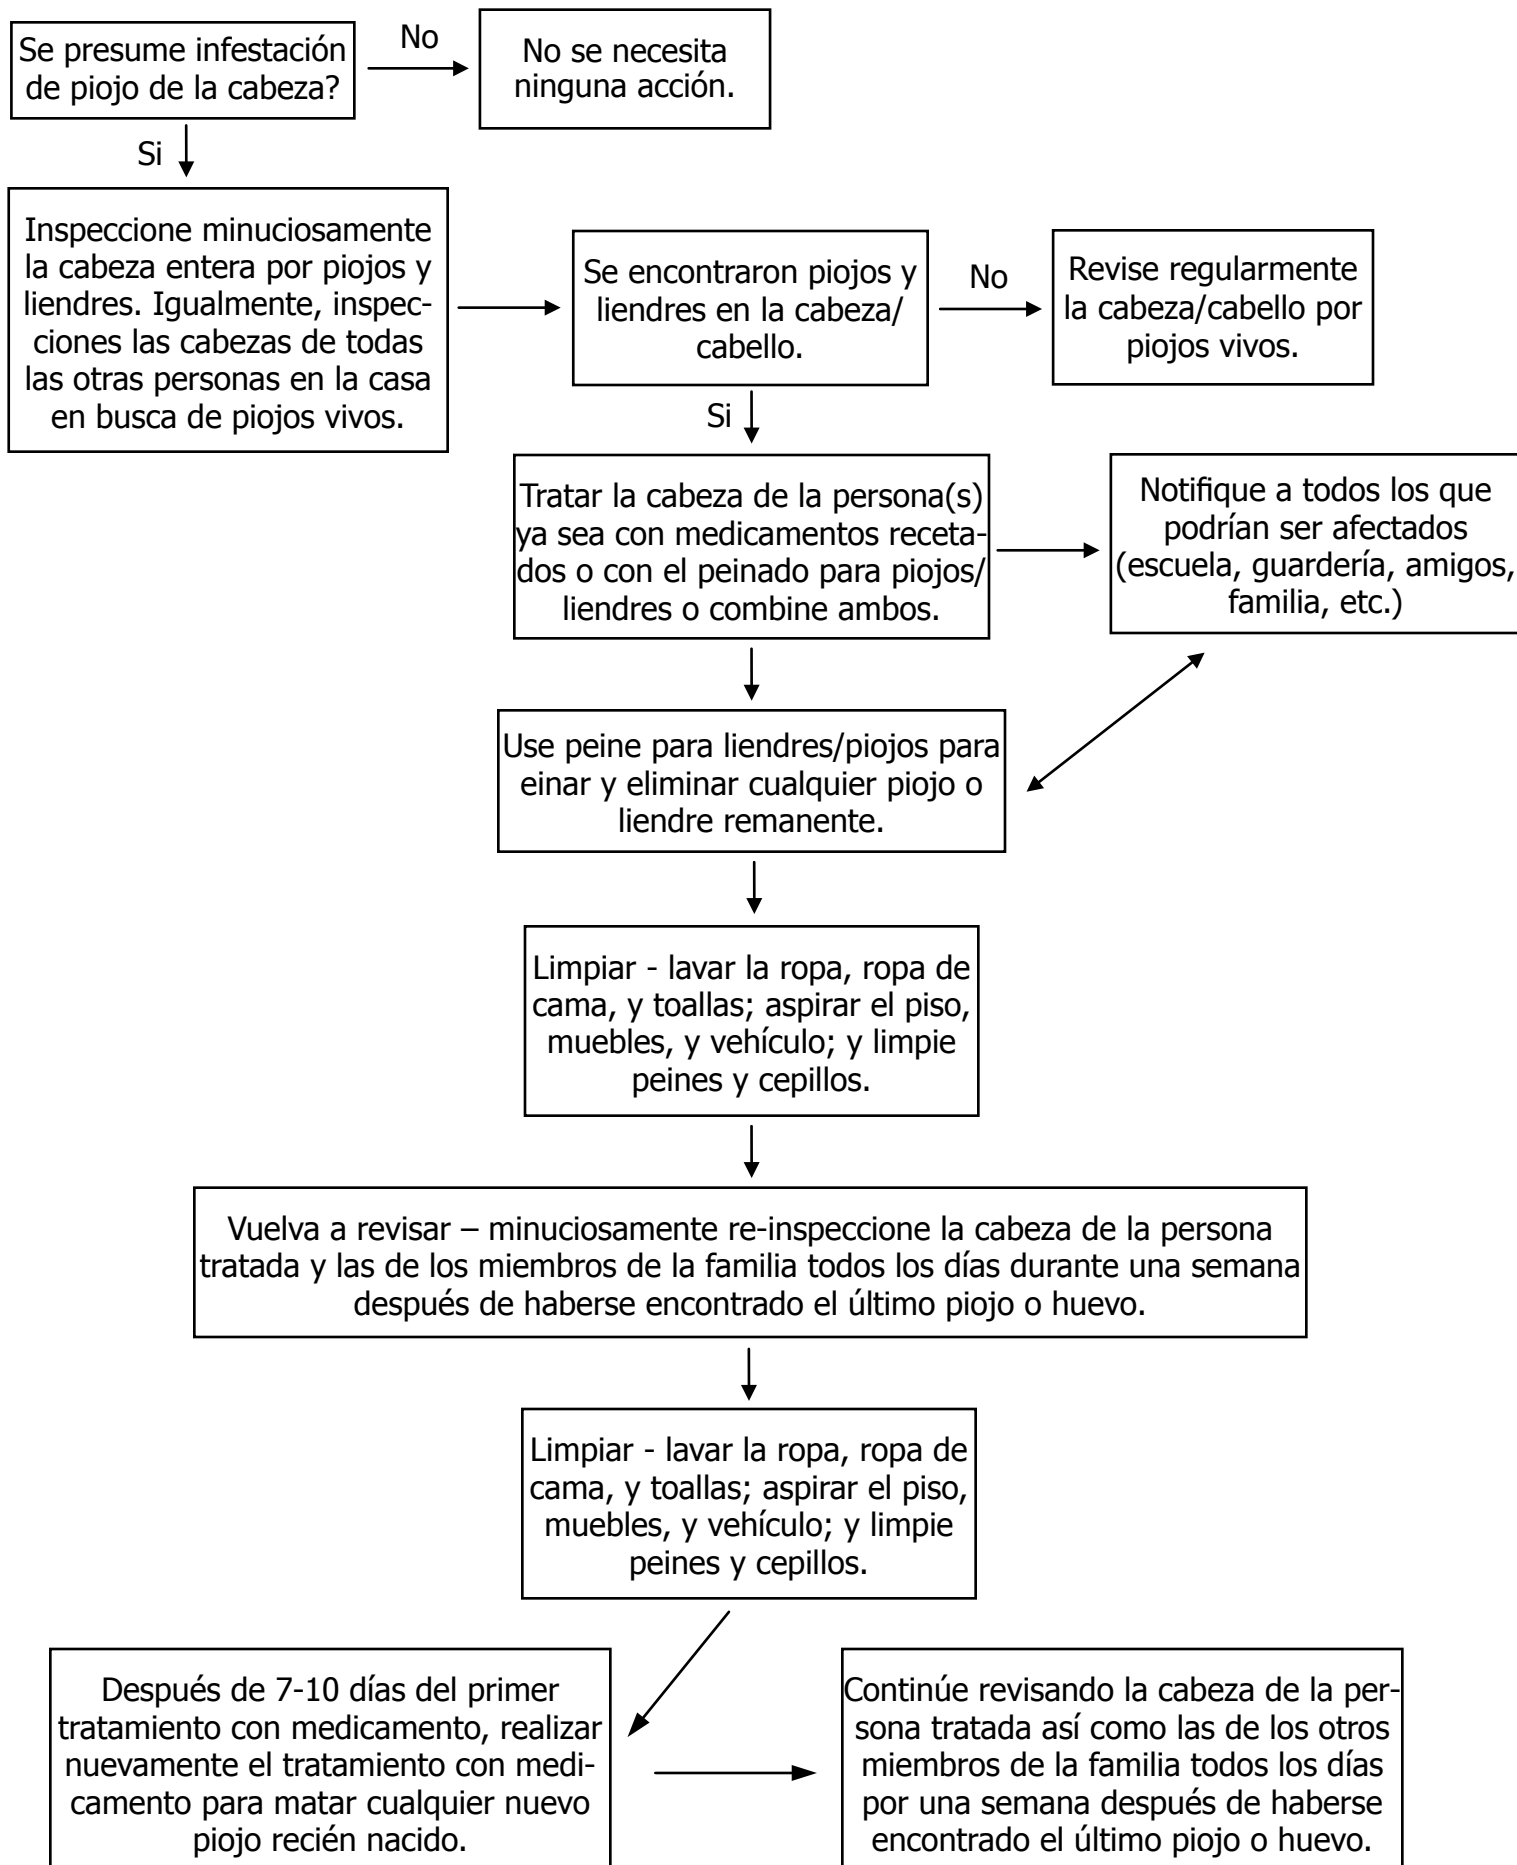 Se presume infestación
de piojo de la cabeza?
No
No se necesita
ninguna acción.
Si
Inspeccione minuciosamente
la cabeza entera por piojos y
liendres. Igualmente, inspec-
ciones las cabezas de todas
las otras personas en la casa
en busca de piojos vivos.
Se encontraron piojos y
liendres en la cabeza/
cabello.
No
Revise regularmente
la cabeza/cabello por
piojos vivos.
Si
Tratar la cabeza de la persona(s)
ya sea con medicamentos receta-
dos o con el peinado para piojos/
liendres o combine ambos.
Notifique a todos los que
podrían ser afectados
(escuela, guardería, amigos,
familia, etc.)
Use peine para liendres/piojos para
einar y eliminar cualquier piojo o
liendre remanente.
Limpiar - lavar la ropa, ropa de
cama, y toallas; aspirar el piso,
muebles, y vehículo; y limpie
peines y cepillos.
Vuelva a revisar – minuciosamente re-inspeccione la cabeza de la persona
tratada y las de los miembros de la familia todos los días durante una semana
después de haberse encontrado el último piojo o huevo.
Limpiar - lavar la ropa, ropa de
cama, y toallas; aspirar el piso,
muebles, y vehículo; y limpie
peines y cepillos.
Después de 7-10 días del primer
tratamiento con medicamento, realizar
nuevamente el tratamiento con medi-
camento para matar cualquier nuevo
piojo recién nacido.
Continúe revisando la cabeza de la per-
sona tratada así como las de los otros
miembros de la familia todos los días
por una semana después de haberse
encontrado el último piojo o huevo.